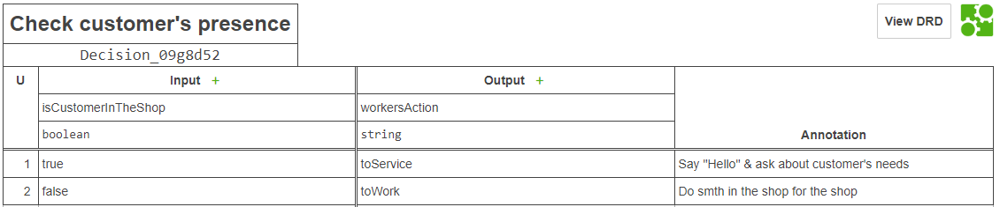 Check customer's presence
View DRD
Decision_09g8d52
U Input + Output +
isCustomerInTheShop workersAction
boolean string Annotation
1 true toService Say "Hello" & ask about customer's needs
2 false toWork Do smth in the shop for the shop